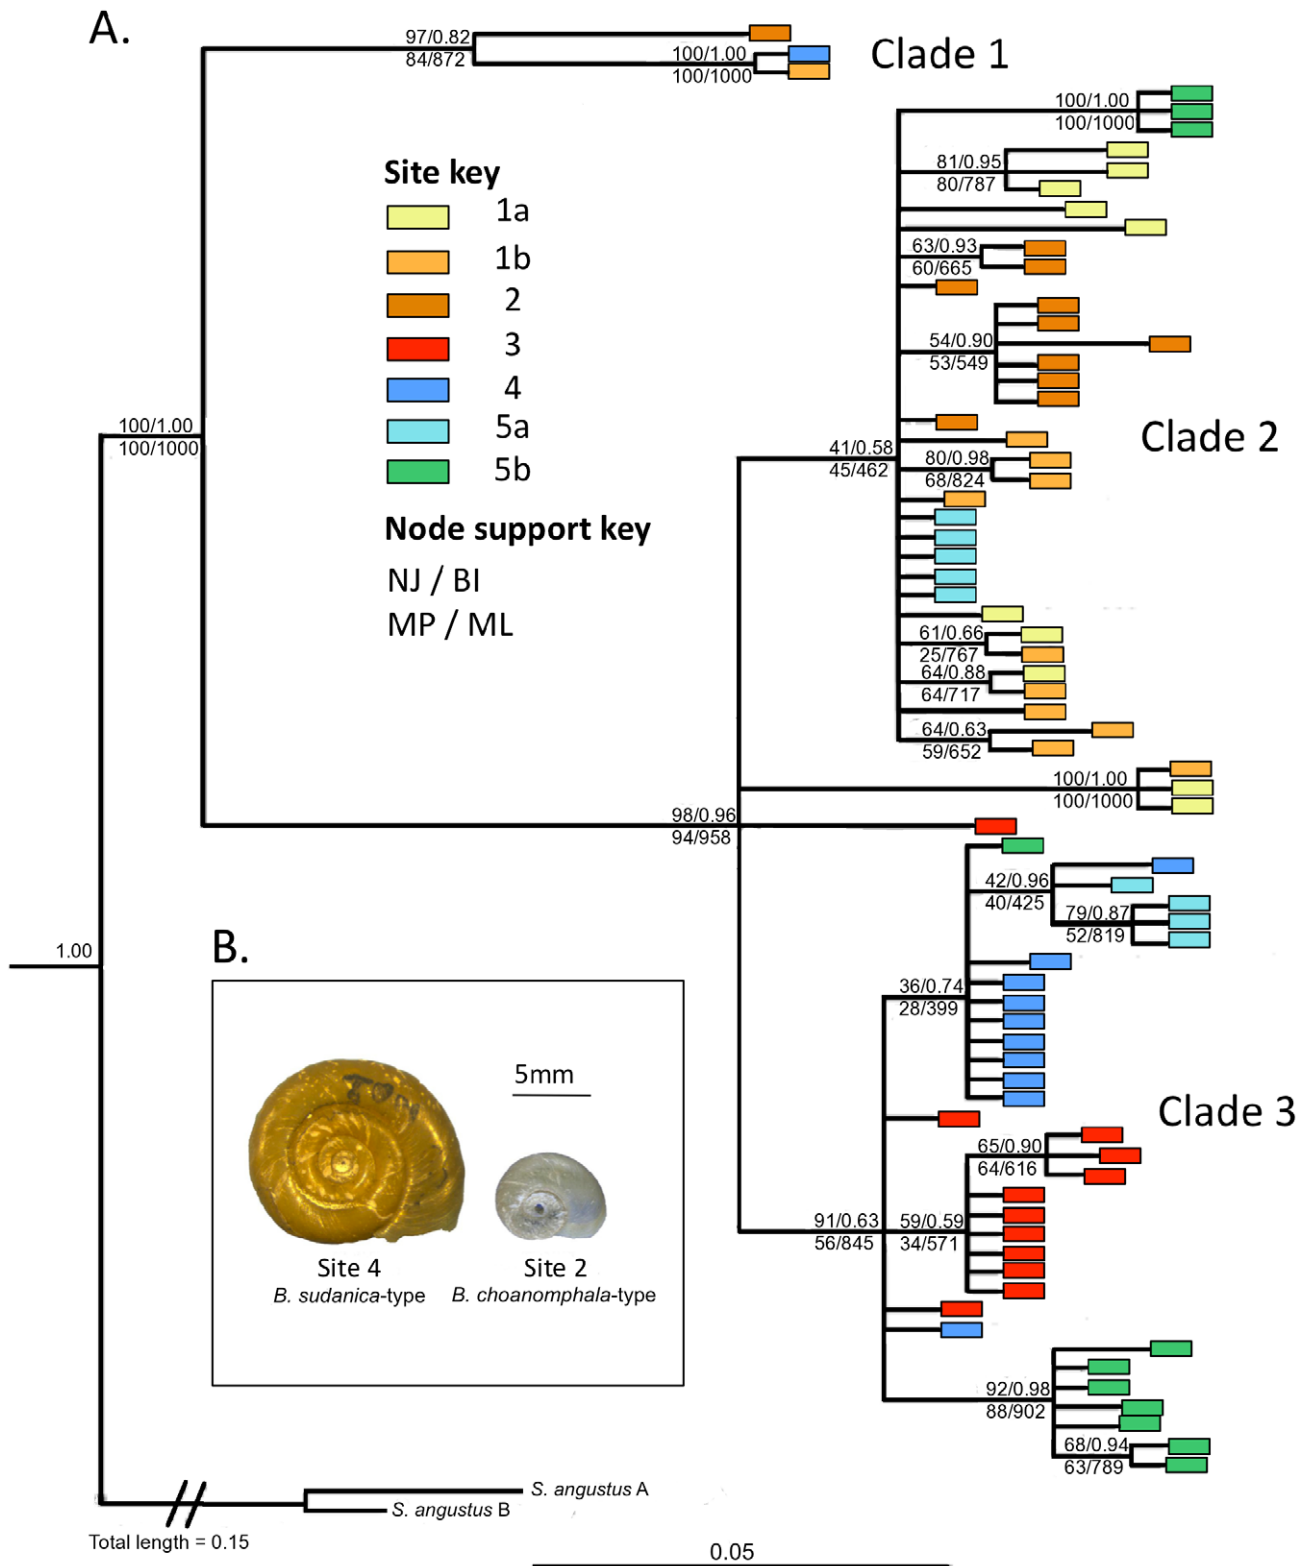 A.
97/0.82
84/872
100/1.00
100/1000
Clade 1
100/1.00
100/1000
81/0.95
80/787
Site key
1a
1b
2
3
4
5a
5b
Node support key
NJ / BI
MP / ML
63/0.93
60/665
54/0.90
53/549
Clade 2
100/1.00
100/1000
41/0.58
45/462
80/0.98
68/824
61/0.66
25/767
64/0.88
64/717
64/0.63
59/652
100/1.00
100/1000
98/0.96
94/958
42/0.96
40/425
79/0.87
52/819
1.00
36/0.74
28/399
Clade 3
65/0.90
64/616
91/0.63
56/845
59/0.59
34/571
92/0.98
88/902
68/0.94
63/789
B.
5mm
Site 4
B. sudanica-type
Site 2
B. choanomphala-type
S. angustus A
S. angustus B
Total length = 0.15
0.05